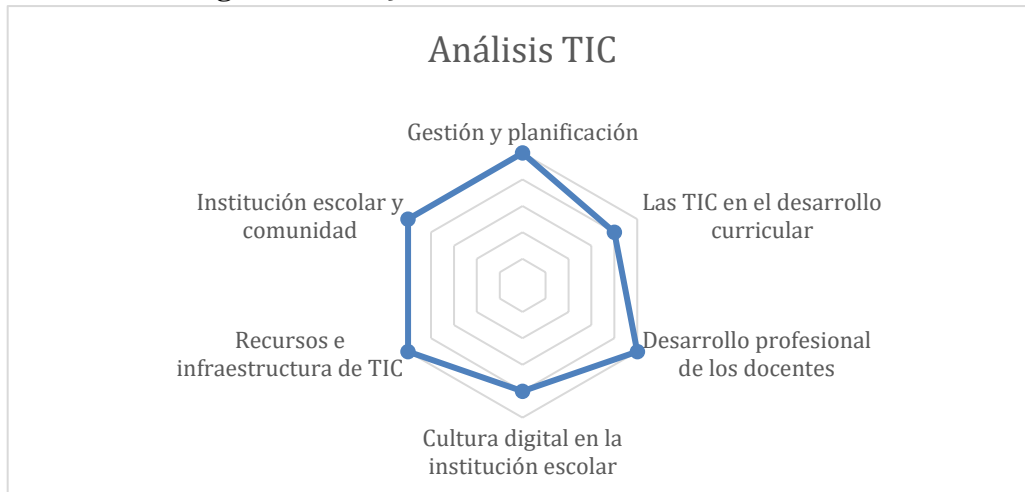 Análisis TIC
Gestión y planificación
Las TIC en el desarrollo
curricular
Desarrollo profesional
de los docentes
Cultura digital en la
institución escolar
Recursos e
infraestructura de TIC
Institución escolar y
comunidad